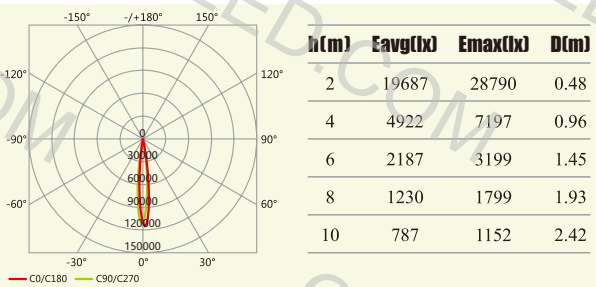 -150° -/+180° 150°
-120° 120°
-90° 90°
-60° 60°
0
30000
60000
90000
120000
150000
-30° 0° 30°
C0/C180 C90/C270
h(m) Eavg(lx) Emax(lx) D(m)
2 19687 28790 0.48
4 4922 7197 0.96
6 2187 3199 1.45
8 1230 1799 1.93
10 787 1152 2.42